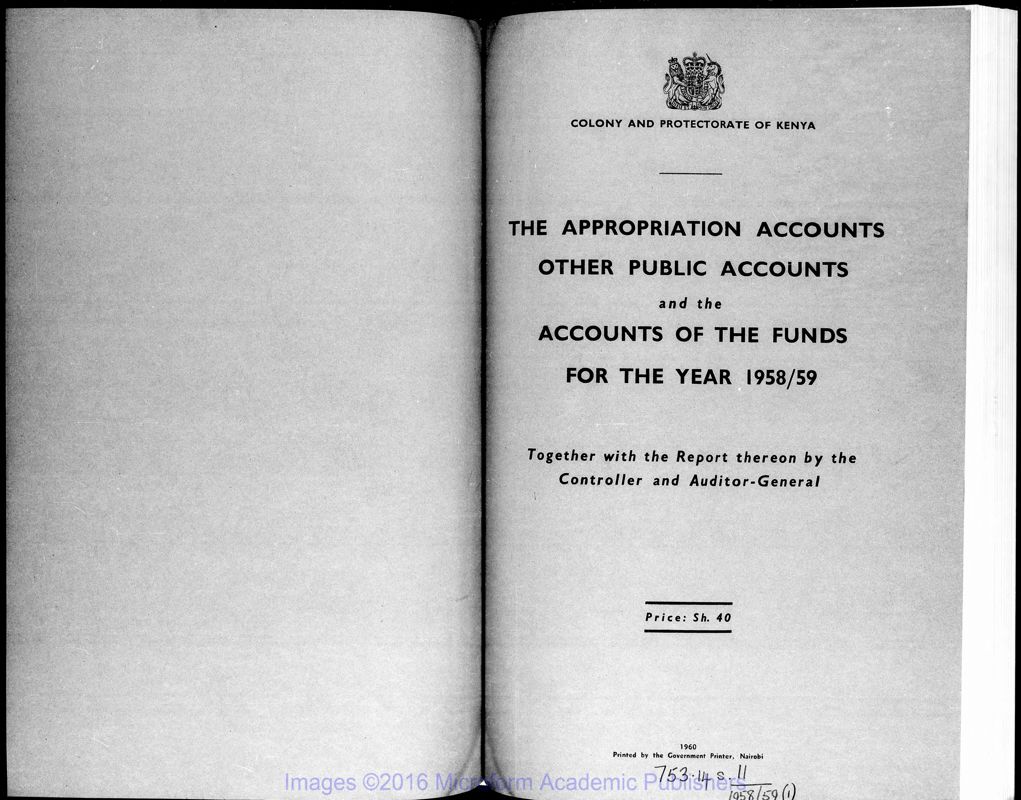 COLONY AND PROTECTORATE OF KENYA
THE APPROPRIATION ACCOUNTS
OTHER PUBLIC ACCOUNTS
and the
ACCOUNTS OF THE FUNDS
FOR THE YEAR 1958/59
Together with the Report thereon by the
Controller and Auditor-General
Price: Sh. 40
1960
Printed by the Government Printer, Nairobi
753.14 s. 11
1958/59 (1)
Images ©2016 Microform Academic Publishers